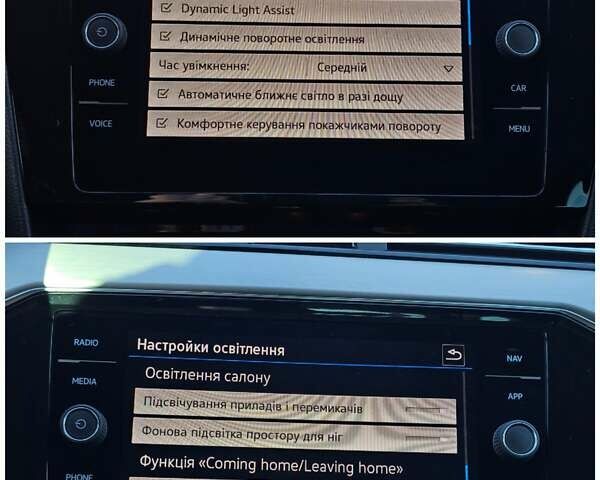 Dynamic Light Assist
Динамічне поворотне освітлення
Час увімкнення: Середній
PHONE
CAR
Автоматичне ближнє світло в разі дощу
VOICE
MENU
Комфортне керування покажчиками повороту
RADIO
Настройки освітлення
NAV
Освітлення салону
MEDIA
APP
Підсвічування приладів і перемикачів
Фонова підсвітка простору для ніг
Функція «Coming home/Leaving home»
PHONE